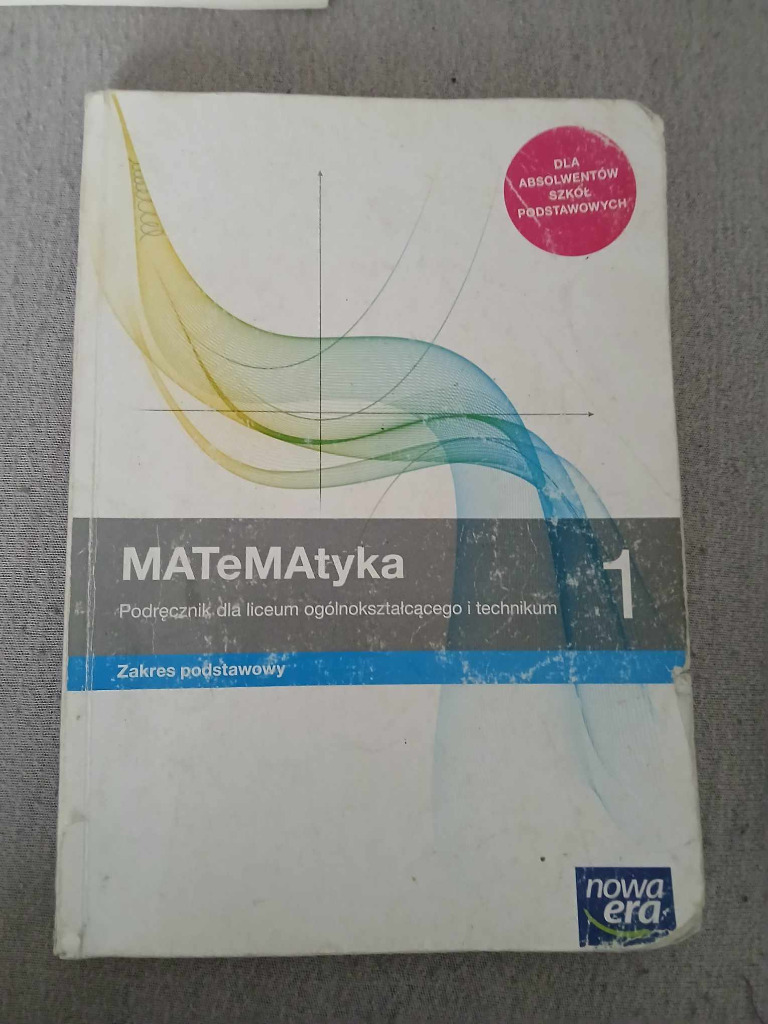 DLA
ABSOLWENTÓW
SZKÓŁ
PODSTAWOWYCH
MATeMAtyka
1
Podręcznik dla liceum ogólnokształcącego i technikum
Zakres podstawowy
nowa
era